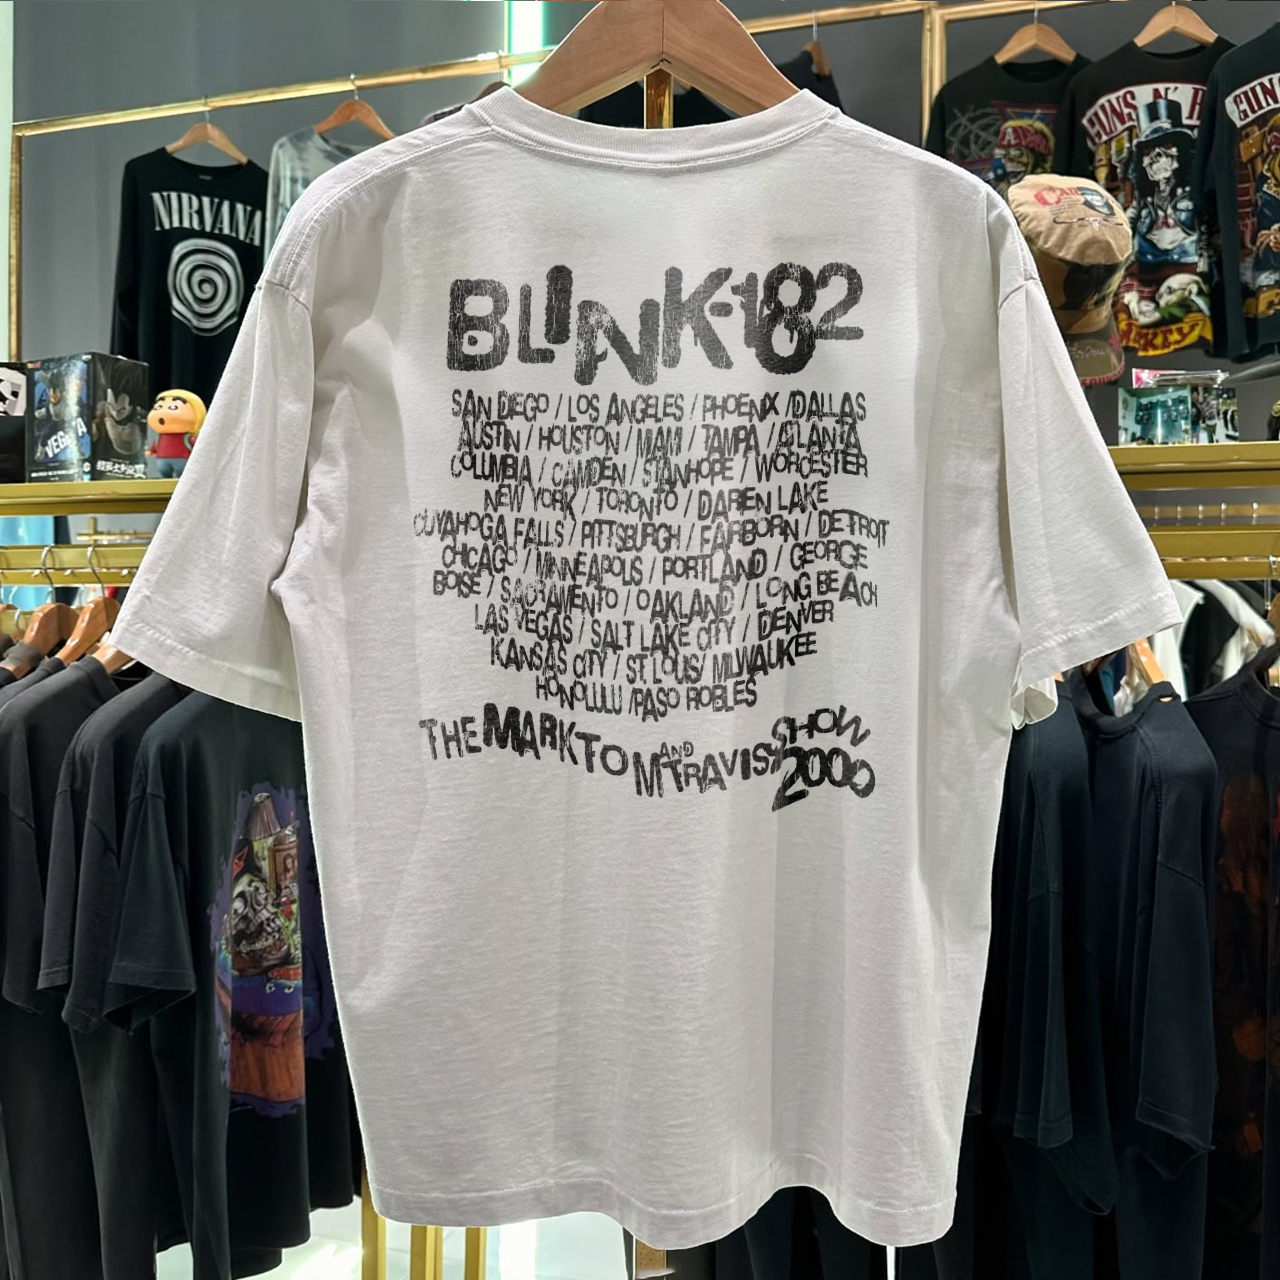 BLINK-182
SAN DIEGO / LOS ANGELES / PHOENIX / DALLAS
AUSTIN / HOUSTON / MIAMI / TAMPA / ATLANTA
COLUMBIA / CAMDEN / STANHOPE / WORCESTER
NEW YORK / TORONTO / DARIEN LAKE
CUYAHOGA FALLS / PITTSBURGH / FAIRBORN / DETROIT
CHICAGO / MINNEAPOLIS / PORTLAND / GEORGE
BOISE / SACRAMENTO / OAKLAND / LONG BEACH
LAS VEGAS / SALT LAKE CITY / DENVER
KANSAS CITY / ST. LOUIS / MILWAUKEE
HONOLULU / PASO ROBLES
THE MARK TOM AND TRAVIS SHOW
2000
NIRVANA
GUNS N' R
GUN
VEGETA